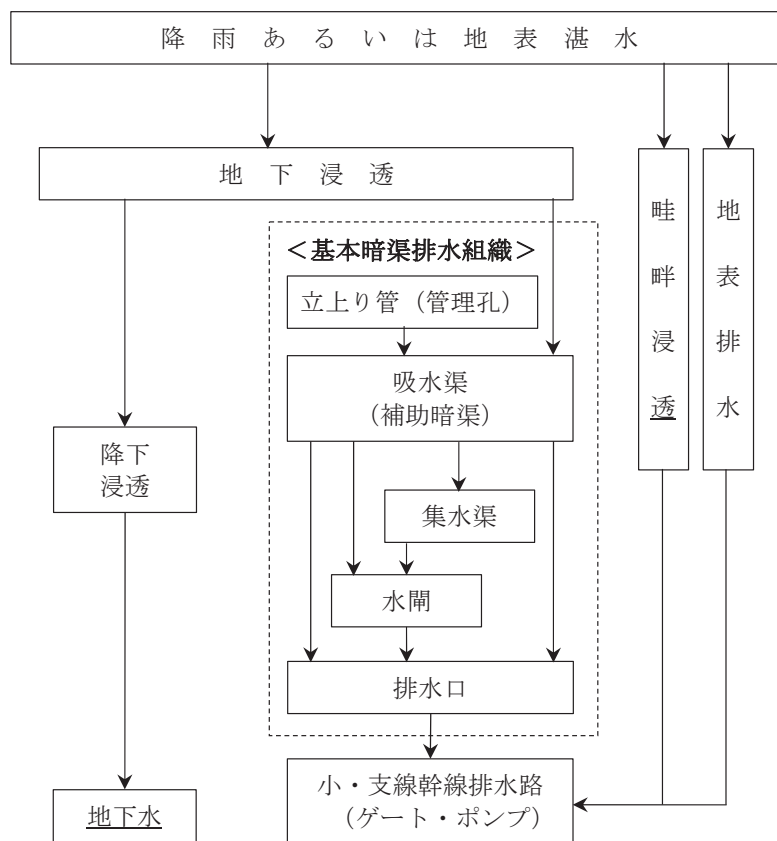 降雨あるいは地表湛水
地下浸透
畦畔浸透
地表排水
＜基本暗渠排水組織＞
立上り管（管理孔）
吸水渠
（補助暗渠）
降下
浸透
集水渠
水閘
排水口
地下水
小・支線幹線排水路
（ゲート・ポンプ）